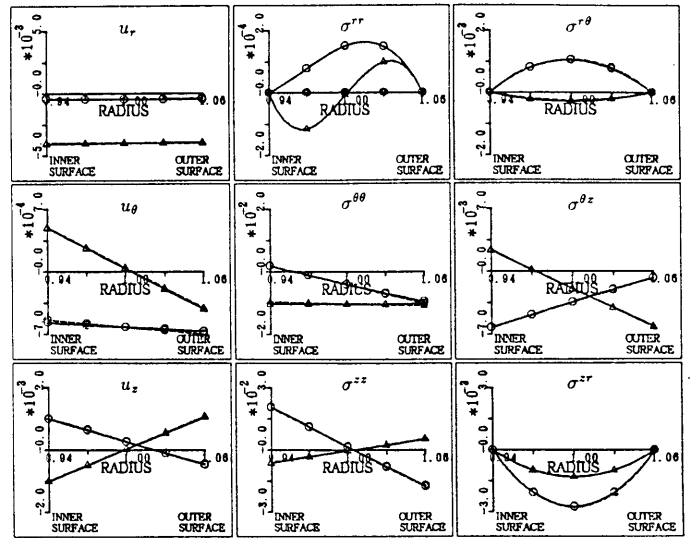 u_r
*10^-3
5.0
-0.0
-5.0
.94
.00
1.06
RADIUS
INNER SURFACE
OUTER SURFACE
σ^rr
*10^-4
2.0
-0.0
-2.0
.94
.00
1.06
RADIUS
INNER SURFACE
OUTER SURFACE
σ^rθ
*10^-3
2.0
-0.0
-2.0
.94
.00
1.06
RADIUS
INNER SURFACE
OUTER SURFACE
u_θ
*10^-4
7.0
-0.0
-7.0
.94
.00
1.06
RADIUS
INNER SURFACE
OUTER SURFACE
σ^θθ
*10^-2
2.0
-0.0
-2.0
.94
.00
1.06
RADIUS
INNER SURFACE
OUTER SURFACE
σ^θz
*10^-3
7.0
-0.0
-7.0
.94
.00
1.06
RADIUS
INNER SURFACE
OUTER SURFACE
u_z
*10^-3
2.0
-0.0
-2.0
.94
.00
1.06
RADIUS
INNER SURFACE
OUTER SURFACE
σ^zz
*10^-2
3.0
-0.0
-3.0
.94
.00
1.06
RADIUS
INNER SURFACE
OUTER SURFACE
σ^zr
*10^-3
3.0
-0.0
-3.0
.94
.00
1.06
RADIUS
INNER SURFACE
OUTER SURFACE